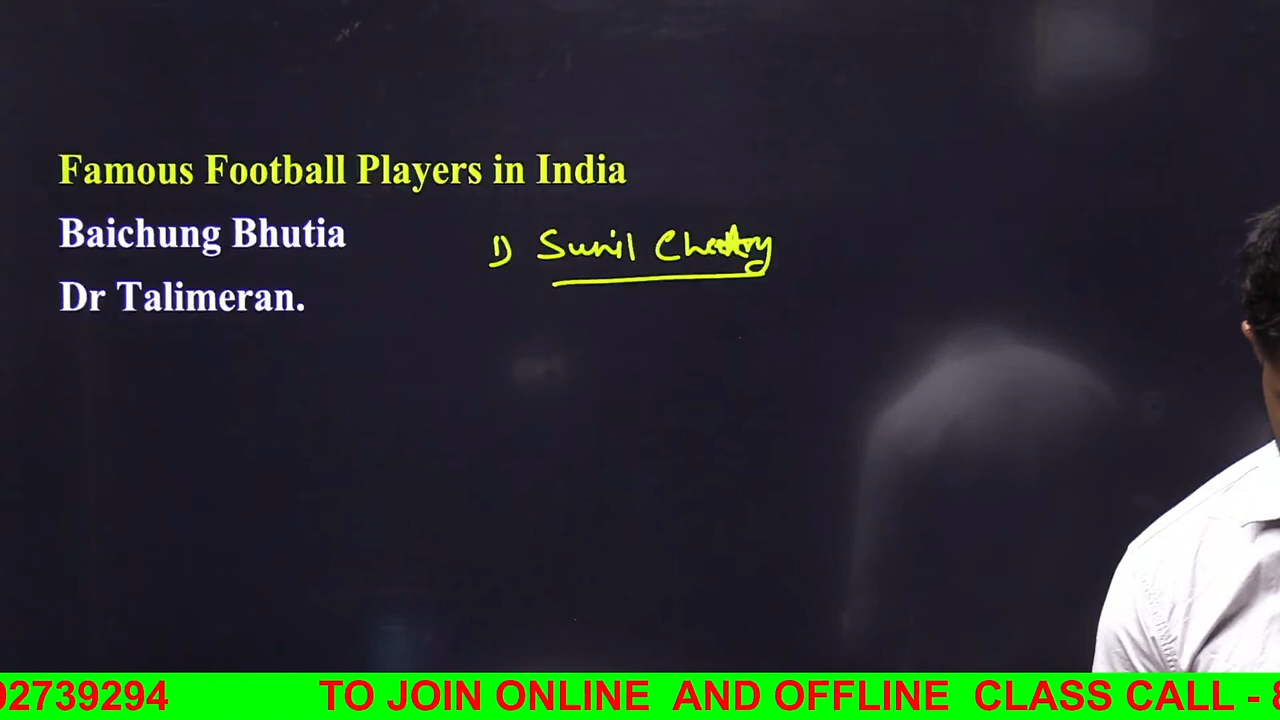 Famous Football Players in India
Baichung Bhutia
1) Sunil Chettry
Dr Talimeran.
92739294 TO JOIN ONLINE AND OFFLINE CLASS CALL - 8